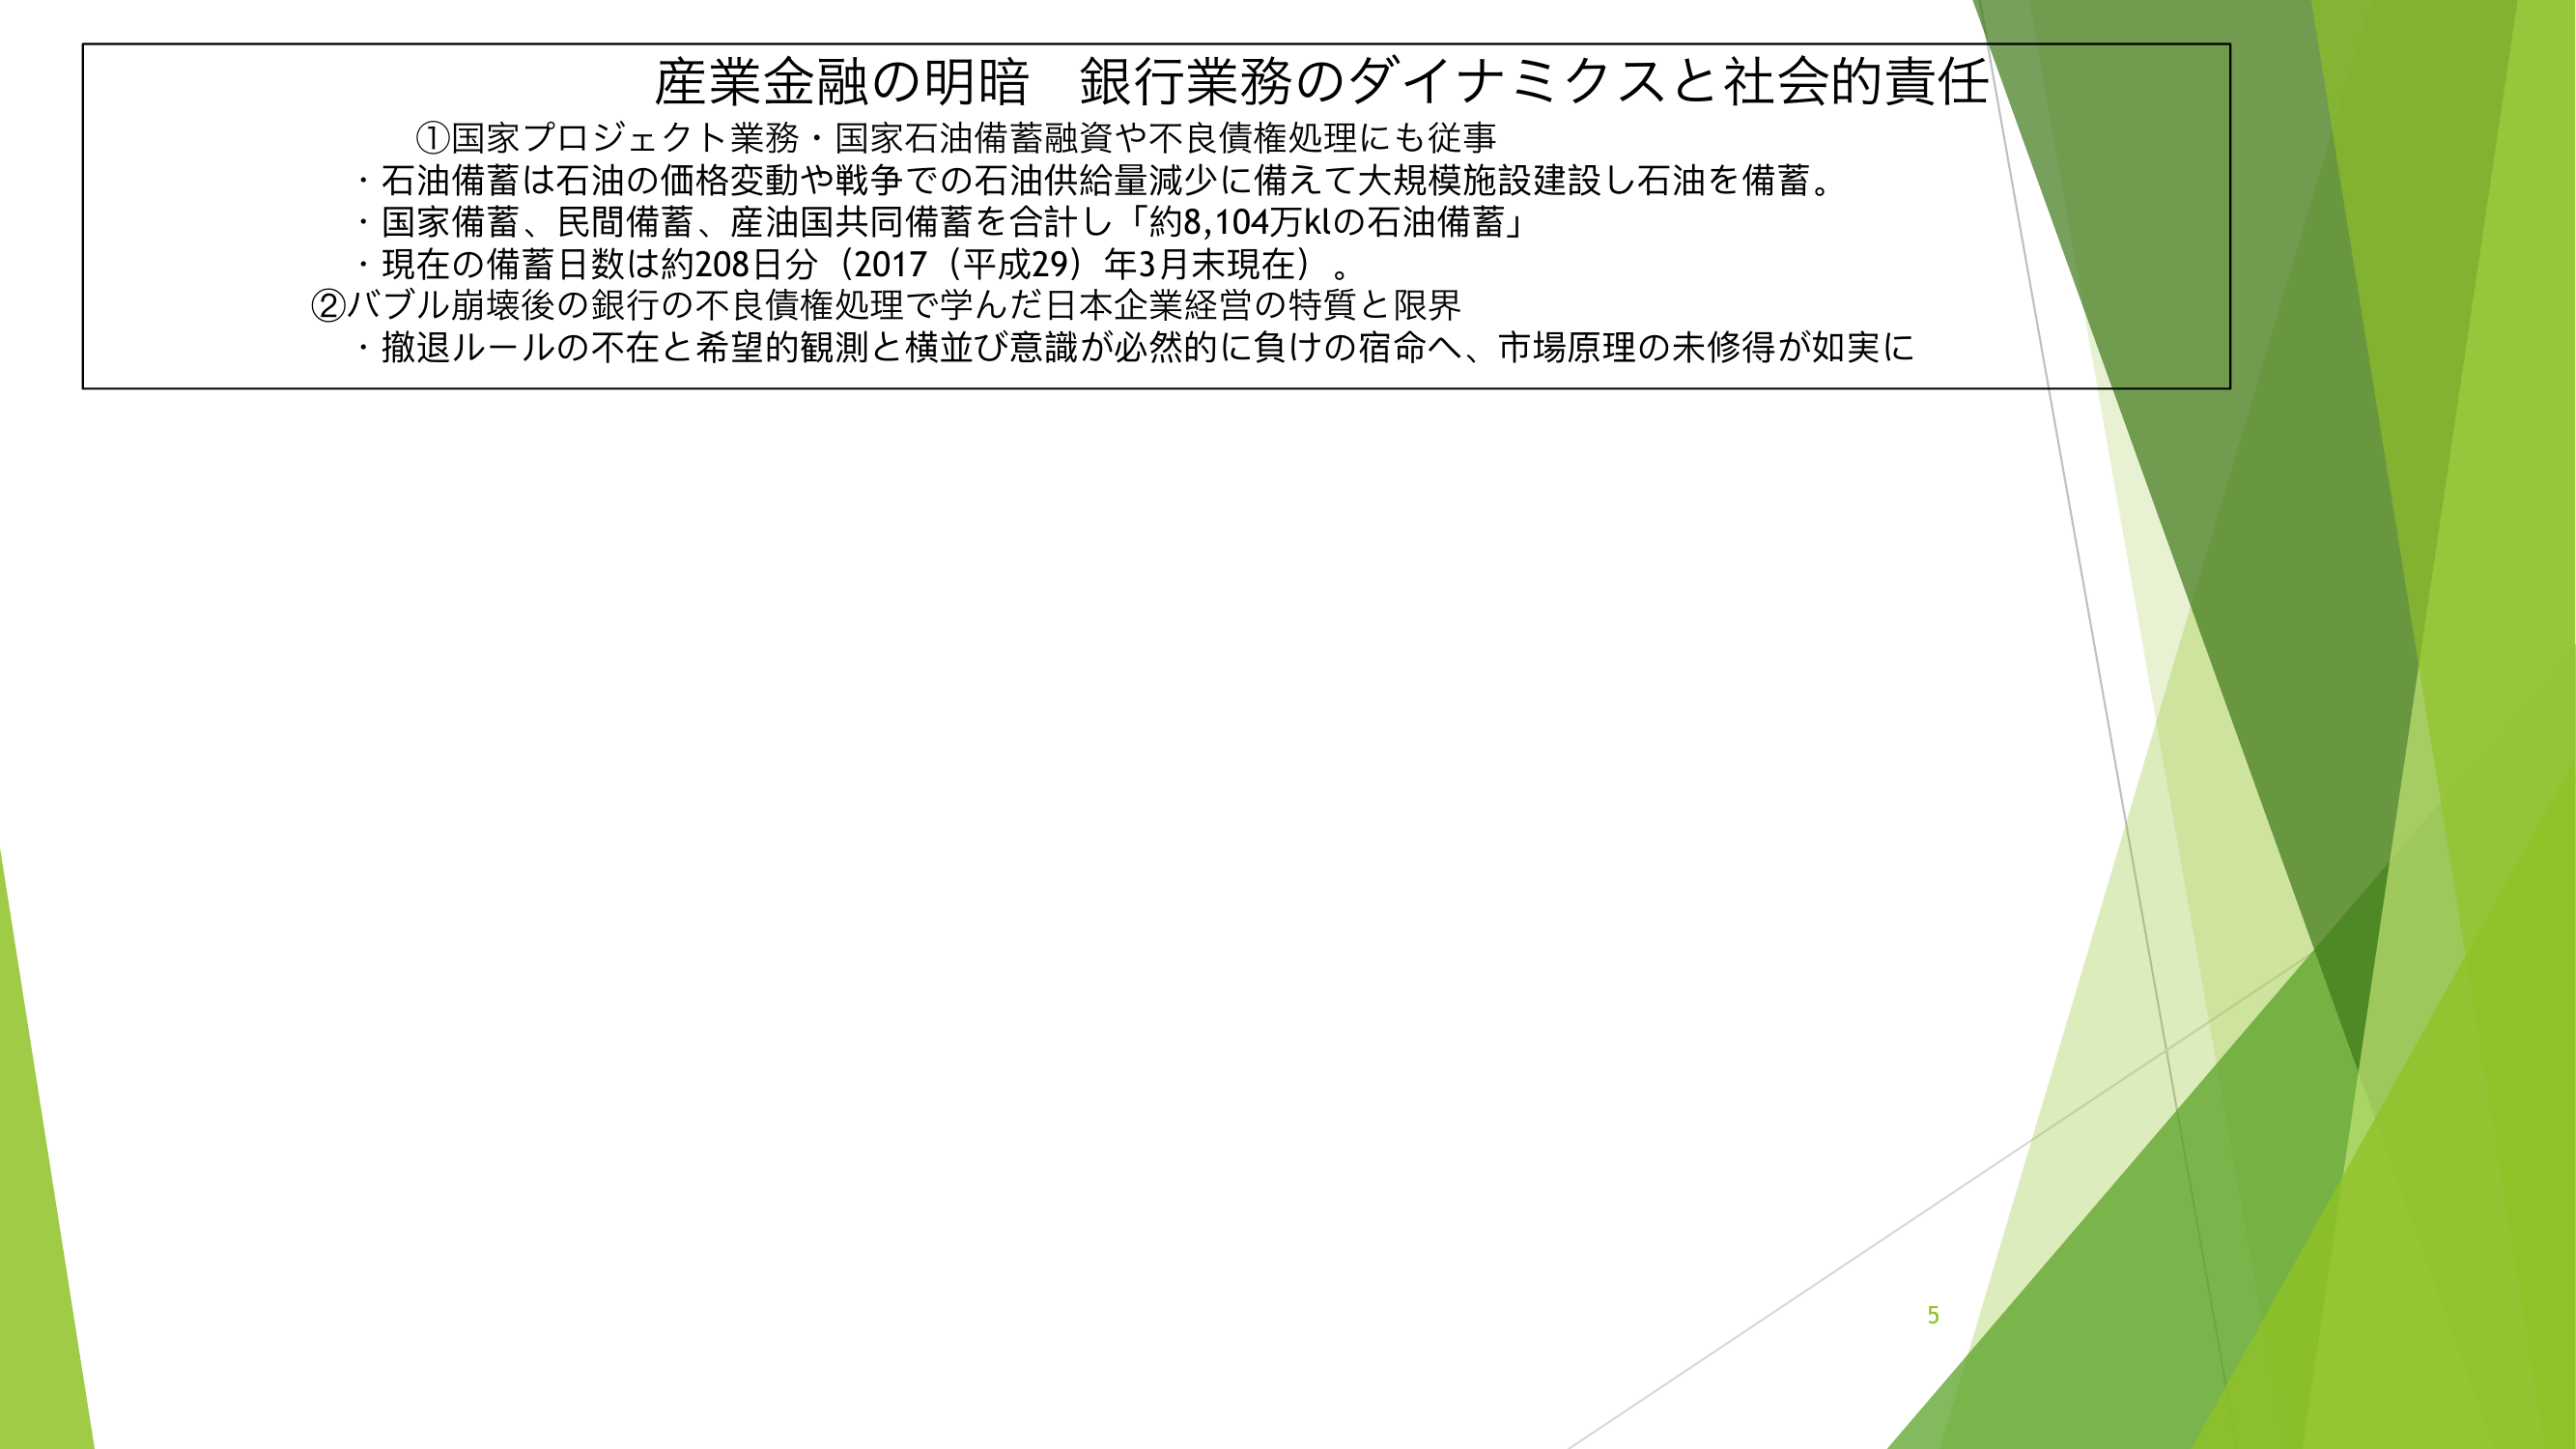 産業金融の明暗　銀行業務のダイナミクスと社会的責任
①国家プロジェクト業務・国家石油備蓄融資や不良債権処理にも従事
・石油備蓄は石油の価格変動や戦争での石油供給量減少に備えて大規模施設建設し石油を備蓄。
・国家備蓄、民間備蓄、産油国共同備蓄を合計し「約8,104万klの石油備蓄」
・現在の備蓄日数は約208日分（2017（平成29）年3月末現在）。
②バブル崩壊後の銀行の不良債権処理で学んだ日本企業経営の特質と限界
・撤退ルールの不在と希望的観測と横並び意識が必然的に負けの宿命へ、市場原理の未修得が如実に
5